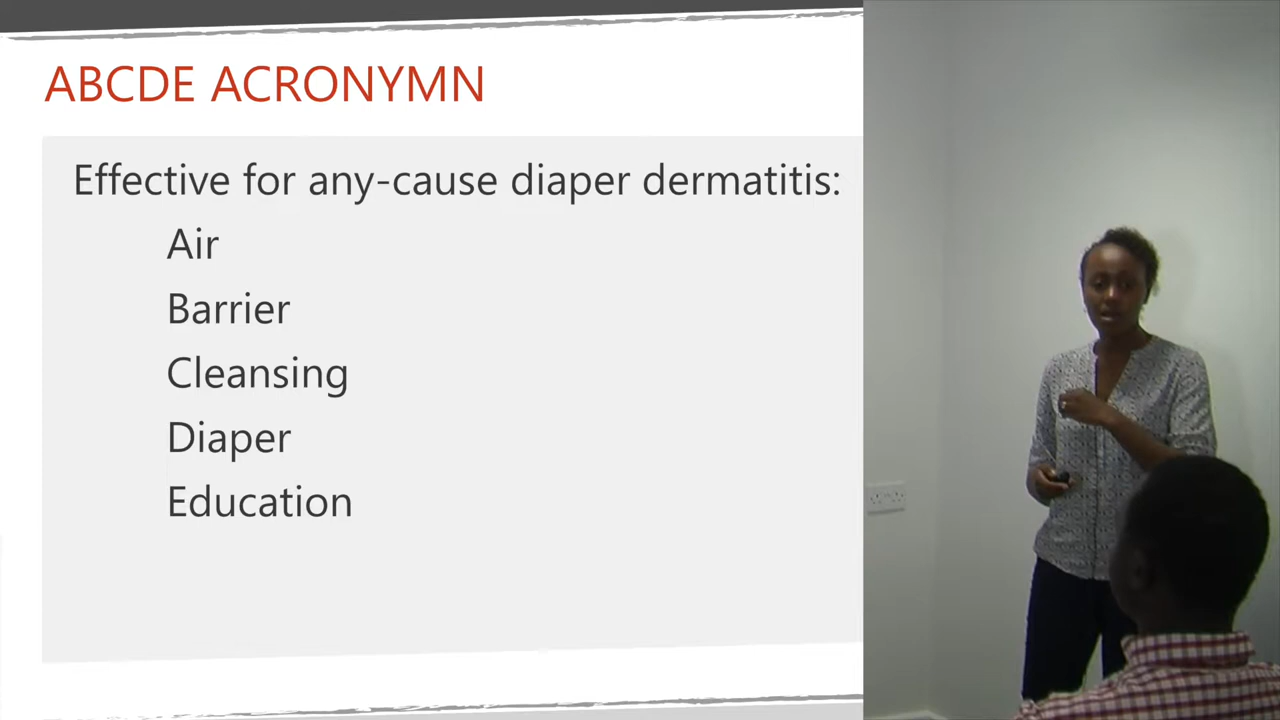 ABCDE ACRONYMN
Effective for any-cause diaper dermatitis:
Air
Barrier
Cleansing
Diaper
Education